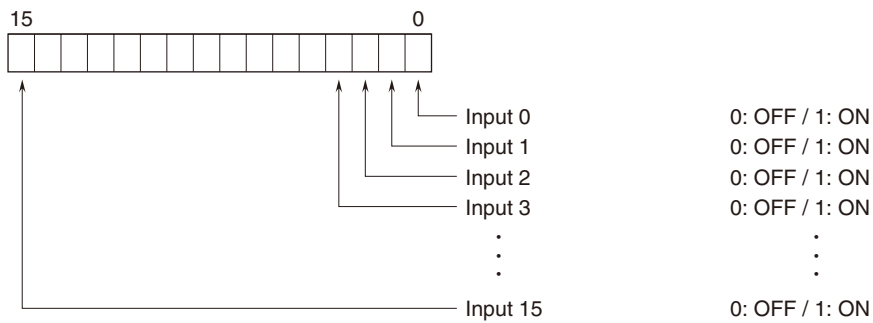 15 0
Input 0 0: OFF / 1: ON
Input 1 0: OFF / 1: ON
Input 2 0: OFF / 1: ON
Input 3 0: OFF / 1: ON
Input 15 0: OFF / 1: ON